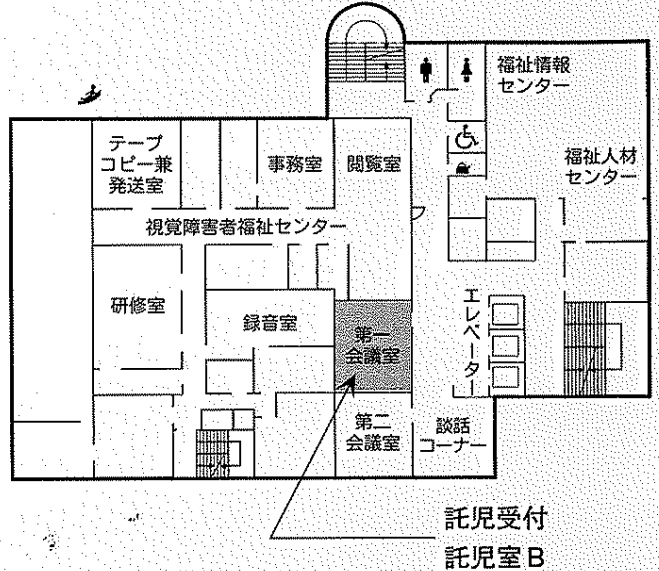 福祉情報
センター
テープ
コピー兼
発送室
事務室
閲覧室
福祉人材
センター
視覚障害者福祉センター
研修室
録音室
エレベーター
第一
会議室
第二
会議室
談話
コーナー
託児受付
託児室B